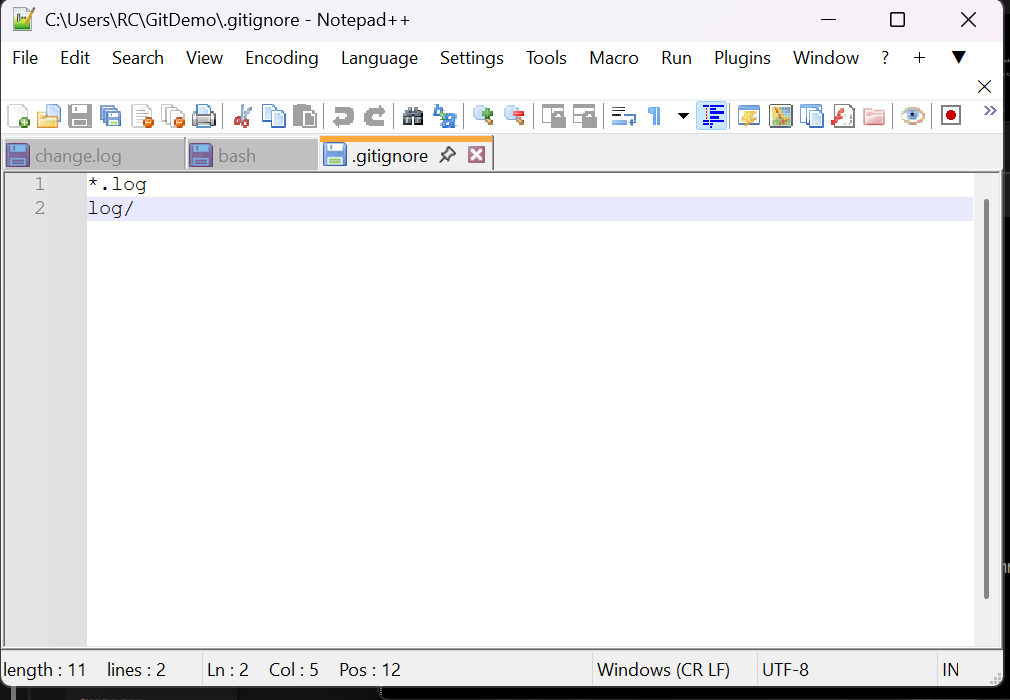 C:\Users\RC\GitDemo\.gitignore - Notepad++
File Edit Search View Encoding Language Settings Tools Macro Run Plugins Window ? +
change.log bash .gitignore
1 *.log
2 log/
length : 11 lines : 2 Ln : 2 Col : 5 Pos : 12 Windows (CR LF) UTF-8 IN